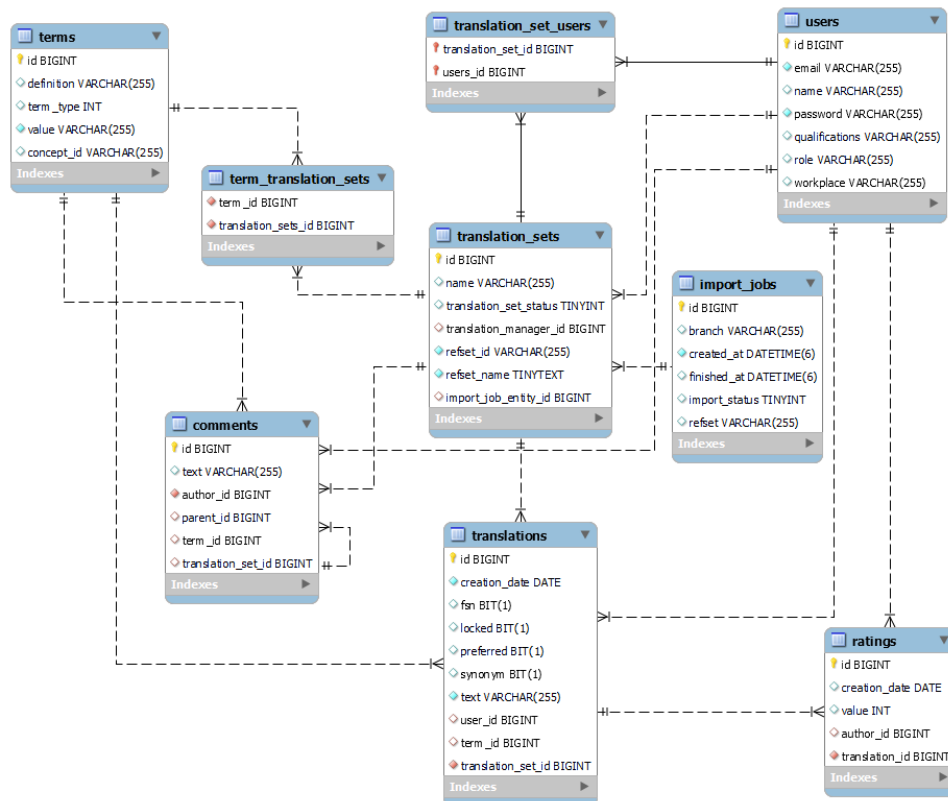 terms
id BIGINT
definition VARCHAR(255)
term_type INT
value VARCHAR(255)
concept_id VARCHAR(255)
Indexes
translation_set_users
translation_set_id BIGINT
users_id BIGINT
Indexes
users
id BIGINT
email VARCHAR(255)
name VARCHAR(255)
password VARCHAR(255)
qualifications VARCHAR(255)
role VARCHAR(255)
workplace VARCHAR(255)
Indexes
term_translation_sets
term_id BIGINT
translation_sets_id BIGINT
Indexes
translation_sets
id BIGINT
name VARCHAR(255)
translation_set_status TINYINT
translation_manager_id BIGINT
refset_id VARCHAR(255)
refset_name TINYTEXT
import_job_entity_id BIGINT
Indexes
import_jobs
id BIGINT
branch VARCHAR(255)
created_at DATETIME(6)
finished_at DATETIME(6)
import_status TINYINT
refset VARCHAR(255)
Indexes
comments
id BIGINT
text VARCHAR(255)
author_id BIGINT
parent_id BIGINT
term_id BIGINT
translation_set_id BIGINT
Indexes
translations
id BIGINT
creation_date DATE
fsn BIT(1)
locked BIT(1)
preferred BIT(1)
synonym BIT(1)
text VARCHAR(255)
user_id BIGINT
term_id BIGINT
translation_set_id BIGINT
Indexes
ratings
id BIGINT
creation_date DATE
value INT
author_id BIGINT
translation_id BIGINT
Indexes